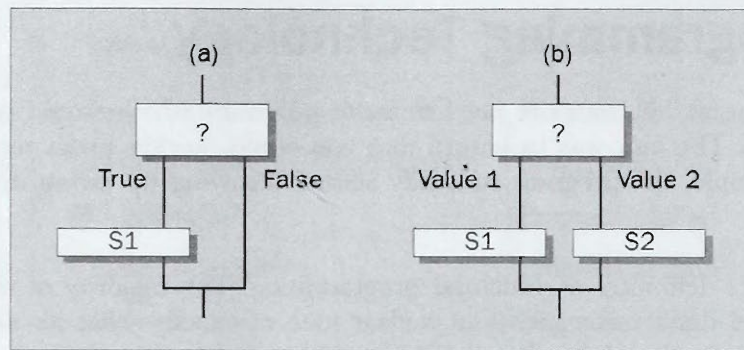 (a) (b)
? ?
True False Value 1 Value 2
S1 S1 S2